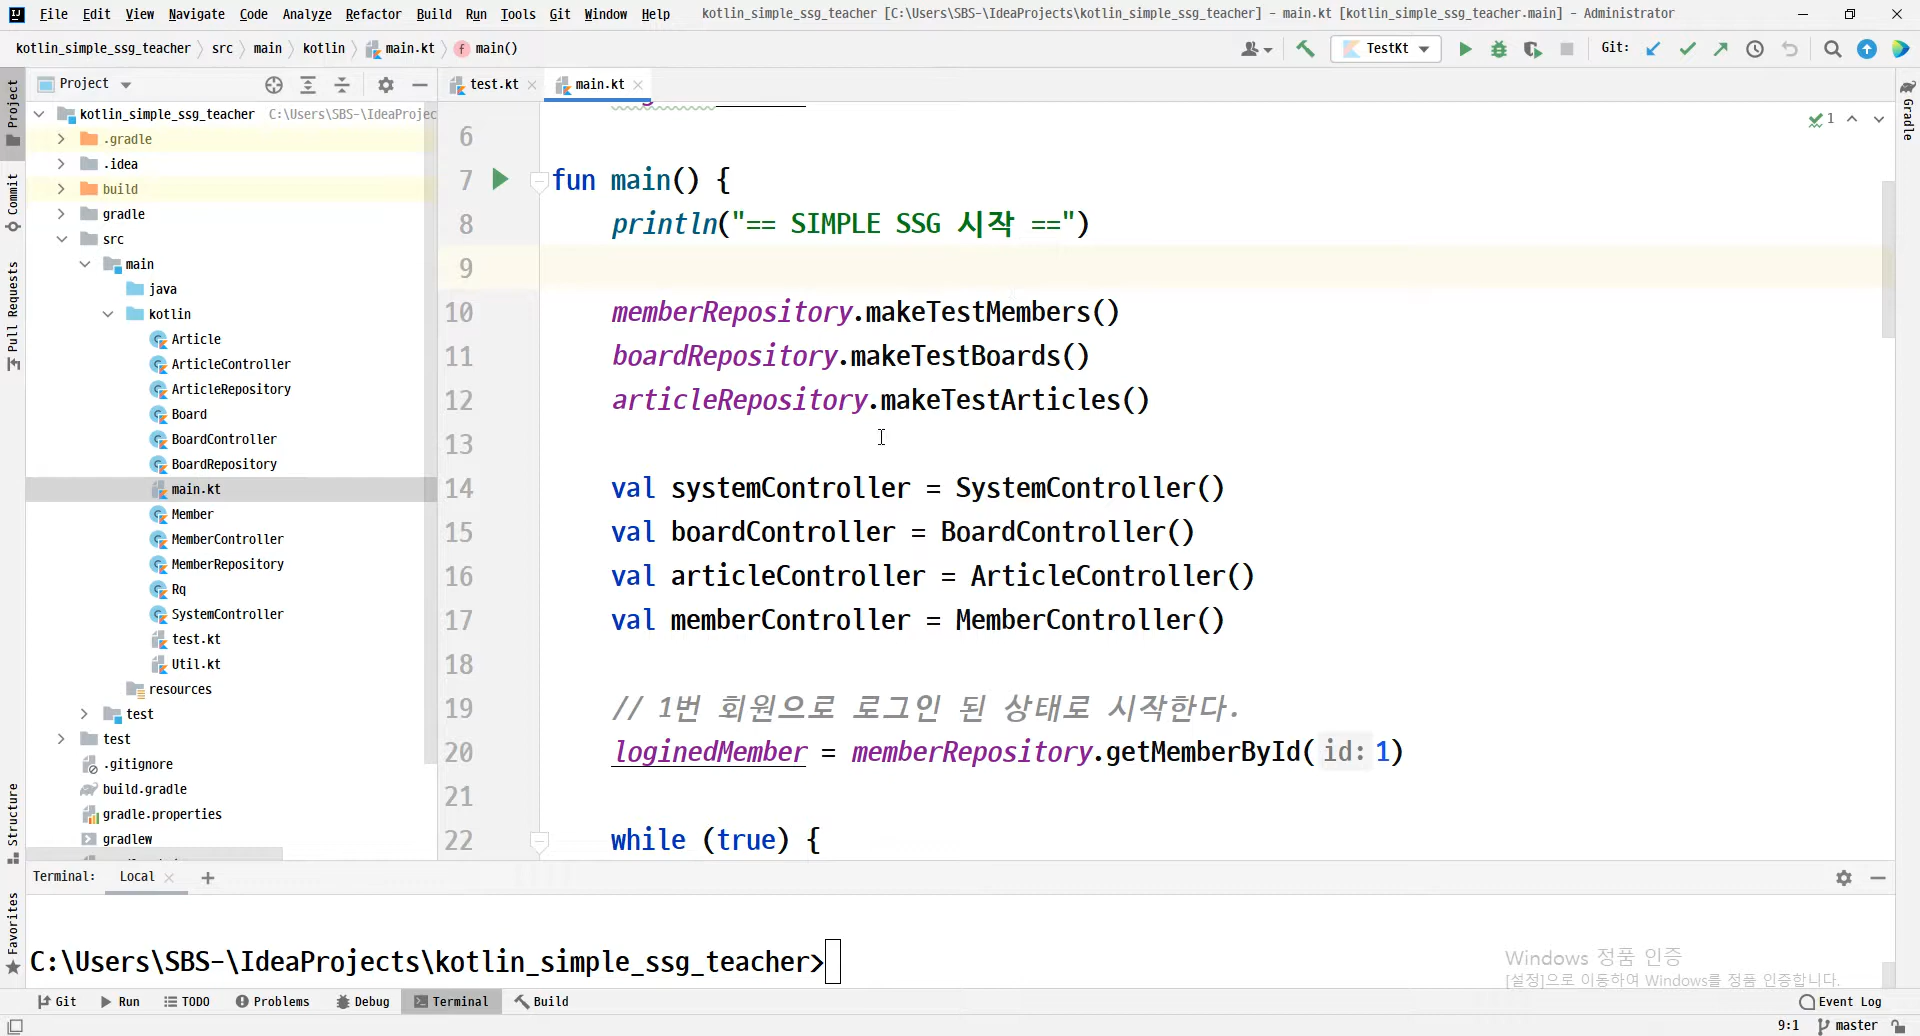 File Edit View Navigate Code Analyze Refactor Build Run Tools Git Window Help kotlin_simple_ssg_teacher [C:\Users\SBS-\IdeaProjects\kotlin_simple_ssg_teacher] - main.kt [kotlin_simple_ssg_teacher.main] - Administrator
kotlin_simple_ssg_teacher src main kotlin main.kt main()
TestKt Git:
Project
test.kt main.kt
kotlin_simple_ssg_teacher C:\Users\SBS-\IdeaProjec
.gradle
.idea
build
gradle
src
main
java
kotlin
Article
ArticleController
ArticleRepository
Board
BoardController
BoardRepository
main.kt
Member
MemberController
MemberRepository
Rq
SystemController
test.kt
Util.kt
resources
test
test
.gitignore
build.gradle
gradle.properties
gradlew
1
6
7 fun main() {
8 println("== SIMPLE SSG 시작 ==")
9
10 memberRepository.makeTestMembers()
11 boardRepository.makeTestBoards()
12 articleRepository.makeTestArticles()
13
14 val systemController = SystemController()
15 val boardController = BoardController()
16 val articleController = ArticleController()
17 val memberController = MemberController()
18
19 // 1번 회원으로 로그인 된 상태로 시작한다.
20 loginedMember = memberRepository.getMemberById( id: 1)
21
22 while (true) {
Project
Commit
Pull Requests
Structure
Favorites
Gradle
Terminal: Local
C:\Users\SBS-\IdeaProjects\kotlin_simple_ssg_teacher>
Windows 정품 인증
[설정]으로 이동하여 Windows를 정품 인증합니다.
Git Run TODO Problems Debug Terminal Build Event Log
9:1 master